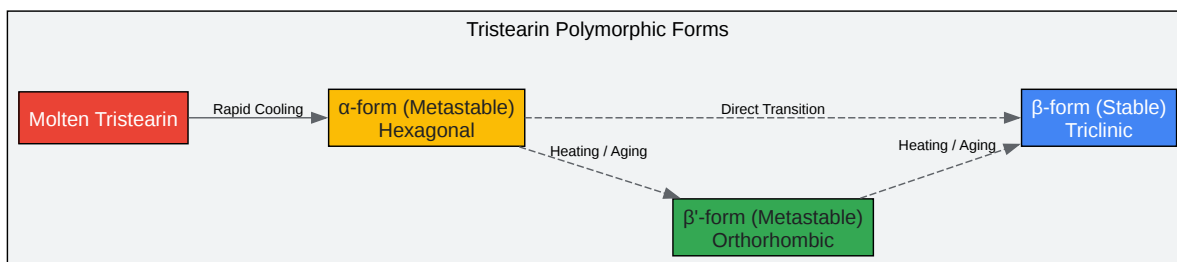 Tristearin Polymorphic Forms
Molten Tristearin
Rapid Cooling
α-form (Metastable)
Hexagonal
Direct Transition
β-form (Stable)
Triclinic
Heating / Aging
Heating / Aging
β'-form (Metastable)
Orthorhombic